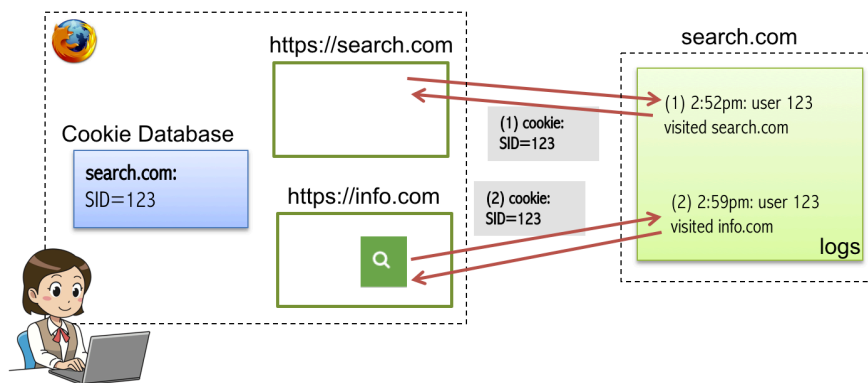 https://search.com
search.com
(1) 2:52pm: user 123
visited search.com
(1) cookie:
SID=123
Cookie Database
search.com:
SID=123
https://info.com
(2) cookie:
SID=123
(2) 2:59pm: user 123
visited info.com
logs